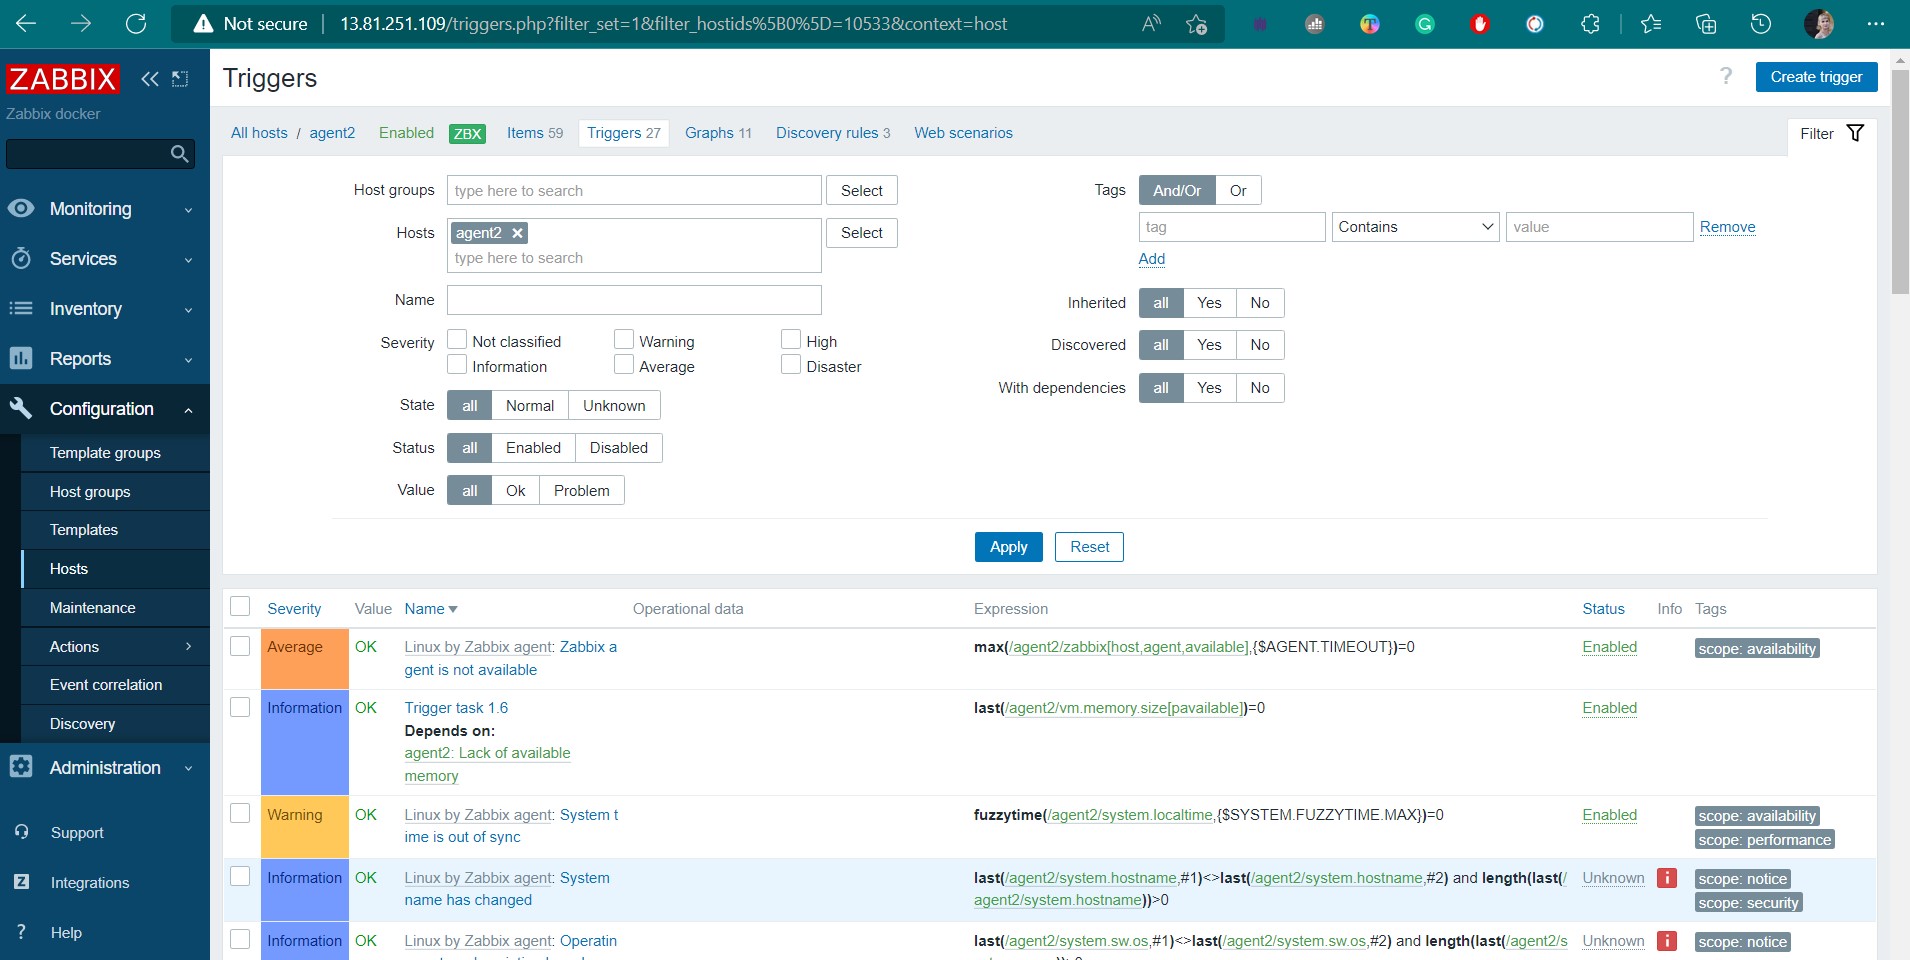 Not secure 13.81.251.109/triggers.php?filter_set=1&filter_hostids%5B0%5D=10533&context=host
ZABBIX
Zabbix docker
Monitoring
Services
Inventory
Reports
Configuration
Template groups
Host groups
Templates
Hosts
Maintenance
Actions
Event correlation
Discovery
Administration
Support
Integrations
Help
Triggers
? Create trigger
All hosts / agent2 Enabled ZBX Items 59 Triggers 27 Graphs 11 Discovery rules 3 Web scenarios
Filter
Host groups type here to search Select
Hosts agent2 Select
type here to search
Name
Severity Not classified Warning High
Information Average Disaster
State all Normal Unknown
Status all Enabled Disabled
Value all Ok Problem
Tags And/Or Or
tag Contains value Remove
Add
Inherited all Yes No
Discovered all Yes No
With dependencies all Yes No
Apply Reset
Severity Value Name Operational data Expression Status Info Tags
Average OK Linux by Zabbix agent: Zabbix a max(/agent2/zabbix[host,agent,available],{$AGENT.TIMEOUT})=0 Enabled scope: availability
gent is not available
Information OK Trigger task 1.6 last(/agent2/vm.memory.size[pavailable])=0 Enabled
Depends on:
agent2: Lack of available
memory
Warning OK Linux by Zabbix agent: System t fuzzytime(/agent2/system.localtime,{$SYSTEM.FUZZYTIME.MAX})=0 Enabled scope: availability
ime is out of sync scope: performance
Information OK Linux by Zabbix agent: System last(/agent2/system.hostname,#1)<>last(/agent2/system.hostname,#2) and length(last(/ Unknown i scope: notice
name has changed agent2/system.hostname))>0 scope: security
Information OK Linux by Zabbix agent: Operatin last(/agent2/system.sw.os,#1)<>last(/agent2/system.sw.os,#2) and length(last(/agent2/s Unknown i scope: notice